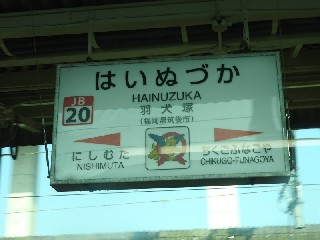 はいぬづか
HAINUZUKA
JB
20
羽犬塚
(福岡県筑後市)
にしむた
NISHIMUTA
ちくごふなごや
CHIKUGO-FUNAGOYA